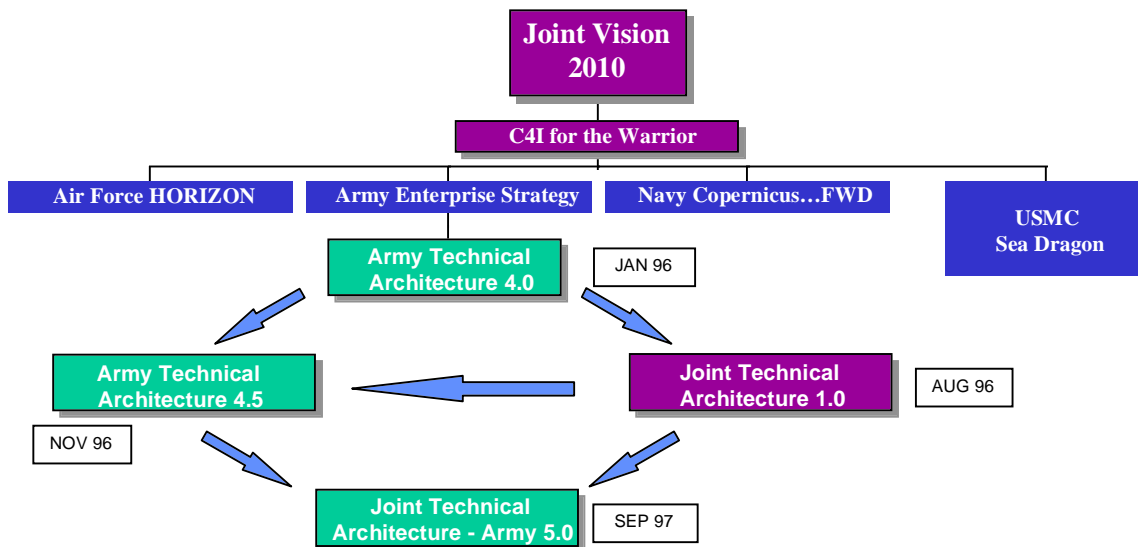 Joint Vision
2010
C4I for the Warrior
Air Force HORIZON
Army Enterprise Strategy
Navy Copernicus…FWD
USMC
Sea Dragon
Army Technical
Architecture 4.0
JAN 96
Army Technical
Architecture 4.5
NOV 96
Joint Technical
Architecture 1.0
AUG 96
Joint Technical
Architecture - Army 5.0
SEP 97